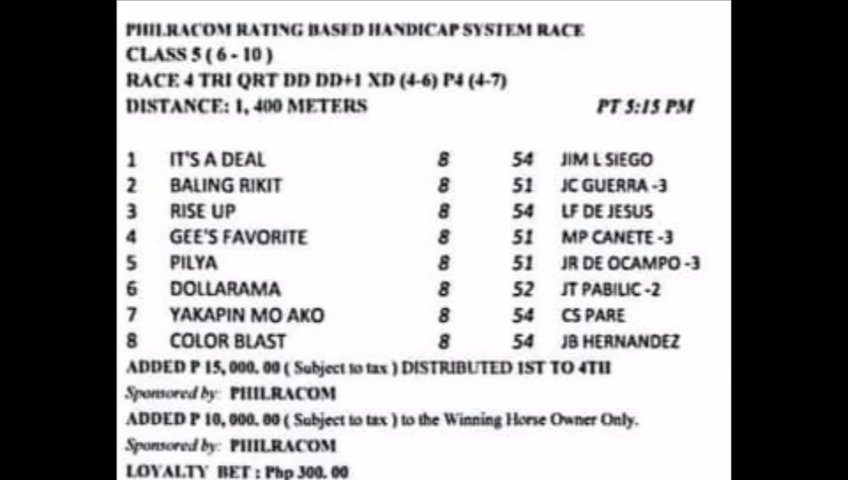 PHILRACOM RATING BASED HANDICAP SYSTEM RACE
CLASS 5 ( 6 - 10 )
RACE 4 TRI QRT DD DD+1 XD (4-6) P4 (4-7)
DISTANCE: 1, 400 METERS PT 5:15 PM
1 IT'S A DEAL 8 54 JIM L SIEGO
2 BALING RIKIT 8 51 JC GUERRA -3
3 RISE UP 8 54 LF DE JESUS
4 GEE'S FAVORITE 8 51 MP CANETE -3
5 PILYA 8 51 JR DE OCAMPO -3
6 DOLLARAMA 8 52 JT PABILIC -2
7 YAKAPIN MO AKO 8 54 CS PARE
8 COLOR BLAST 8 54 JB HERNANDEZ
ADDED P 15, 000. 00 ( Subject to tax ) DISTRIBUTED 1ST TO 4TH
Sponsored by: PHILRACOM
ADDED P 10, 000. 00 ( Subject to tax ) to the Winning Horse Owner Only.
Sponsored by: PHILRACOM
LOYALTY BET : Php 300. 00